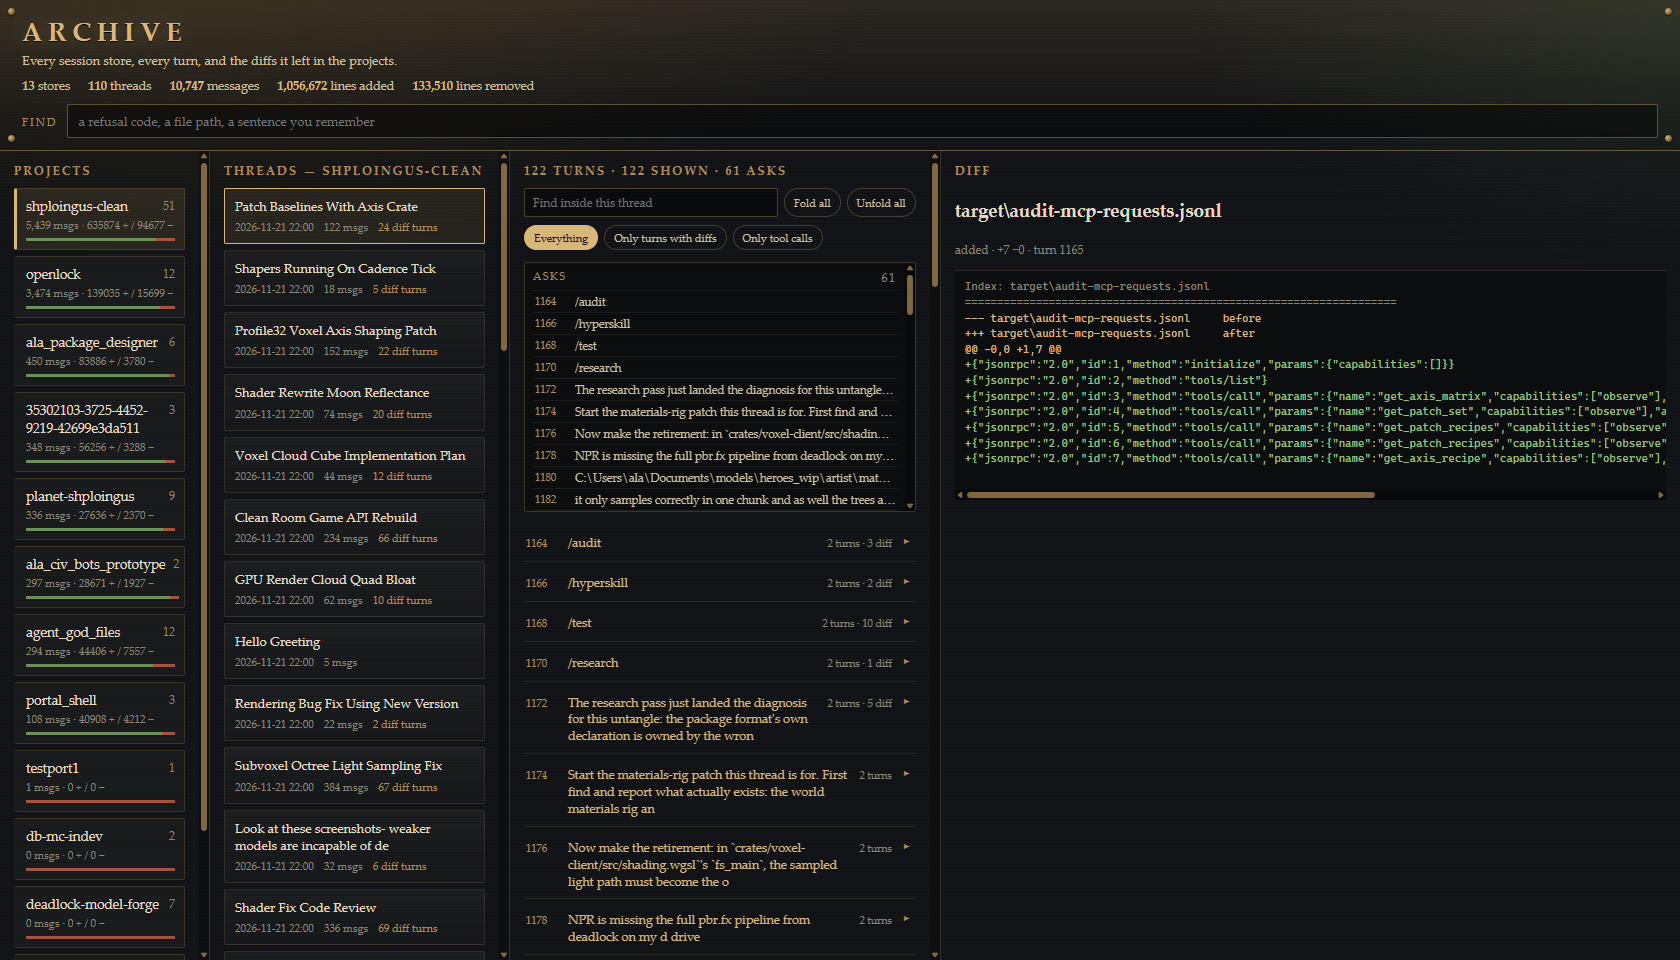 ARCHIVE
Every session store, every turn, and the diffs it left in the projects.
13 stores 110 threads 10,747 messages 1,056,672 lines added 133,510 lines removed
FIND a refusal code, a file path, a sentence you remember
PROJECTS
shploingus-clean 51
5,439 msgs · 635874 + / 94677 −
openlock 12
3,474 msgs · 139035 + / 15699 −
ala_package_designer 6
450 msgs · 83886 + / 3780 −
35302103-3725-4452-
9219-42699e3da511 3
348 msgs · 56256 + / 3288 −
planet-shploingus 9
336 msgs · 27636 + / 2370 −
ala_civ_bots_prototype 2
297 msgs · 28671 + / 1927 −
agent_god_files 12
294 msgs · 44406 + / 7557 −
portal_shell 3
108 msgs · 40908 + / 4212 −
testport1 1
1 msgs · 0 + / 0 −
db-mc-indev 2
0 msgs · 0 + / 0 −
deadlock-model-forge 7
0 msgs · 0 + / 0 −
THREADS — SHPLOINGUS-CLEAN
Patch Baselines With Axis Crate
2026-11-21 22:00 122 msgs 24 diff turns
Shapers Running On Cadence Tick
2026-11-21 22:00 18 msgs 5 diff turns
Profile32 Voxel Axis Shaping Patch
2026-11-21 22:00 152 msgs 22 diff turns
Shader Rewrite Moon Reflectance
2026-11-21 22:00 74 msgs 20 diff turns
Voxel Cloud Cube Implementation Plan
2026-11-21 22:00 44 msgs 12 diff turns
Clean Room Game API Rebuild
2026-11-21 22:00 234 msgs 66 diff turns
GPU Render Cloud Quad Bloat
2026-11-21 22:00 62 msgs 10 diff turns
Hello Greeting
2026-11-21 22:00 5 msgs
Rendering Bug Fix Using New Version
2026-11-21 22:00 22 msgs 2 diff turns
Subvoxel Octree Light Sampling Fix
2026-11-21 22:00 384 msgs 67 diff turns
Look at these screenshots- weaker
models are incapable of de
2026-11-21 22:00 32 msgs 6 diff turns
Shader Fix Code Review
2026-11-21 22:00 336 msgs 69 diff turns
122 TURNS · 122 SHOWN · 61 ASKS
Find inside this thread Fold all Unfold all
Everything Only turns with diffs Only tool calls
ASKS 61
1164 /audit
1166 /hyperskill
1168 /test
1170 /research
1172 The research pass just landed the diagnosis for this untangle...
1174 Start the materials-rig patch this thread is for. First find and ...
1176 Now make the retirement: in `crates/voxel-client/src/shadin...
1178 NPR is missing the full pbr.fx pipeline from deadlock on my...
1180 C:\Users\ala\Documents\models\heroes_wip\artist\mat...
1182 it only samples correctly in one chunk and as well the trees a...
1164 /audit 2 turns · 3 diff
1166 /hyperskill 2 turns · 2 diff
1168 /test 2 turns · 10 diff
1170 /research 2 turns · 1 diff
1172 The research pass just landed the diagnosis 2 turns · 5 diff
for this untangle: the package format's own
declaration is owned by the wron
1174 Start the materials-rig patch this thread is for. First 2 turns
find and report what actually exists: the world
materials rig an
1176 Now make the retirement: in `crates/voxel- 2 turns
client/src/shading.wgsl`'s `fs_main`, the sampled
light path must become the o
1178 NPR is missing the full pbr.fx pipeline from 2 turns
deadlock on my d drive
DIFF
target\audit-mcp-requests.jsonl
added · +7 −0 · turn 1165
Index: target\audit-mcp-requests.jsonl
===================================================================
--- target\audit-mcp-requests.jsonl before
+++ target\audit-mcp-requests.jsonl after
@@ -0,0 +1,7 @@
+{"jsonrpc":"2.0","id":1,"method":"initialize","params":{"capabilities":[]}}
+{"jsonrpc":"2.0","id":2,"method":"tools/list"}
+{"jsonrpc":"2.0","id":3,"method":"tools/call","params":{"name":"get_axis_matrix","capabilities":["observe"],
+{"jsonrpc":"2.0","id":4,"method":"tools/call","params":{"name":"get_patch_set","capabilities":["observe"],"a
+{"jsonrpc":"2.0","id":5,"method":"tools/call","params":{"name":"get_patch_recipes","capabilities":["observe"
+{"jsonrpc":"2.0","id":6,"method":"tools/call","params":{"name":"get_patch_recipes","capabilities":["observe"
+{"jsonrpc":"2.0","id":7,"method":"tools/call","params":{"name":"get_axis_recipe","capabilities":["observe"],